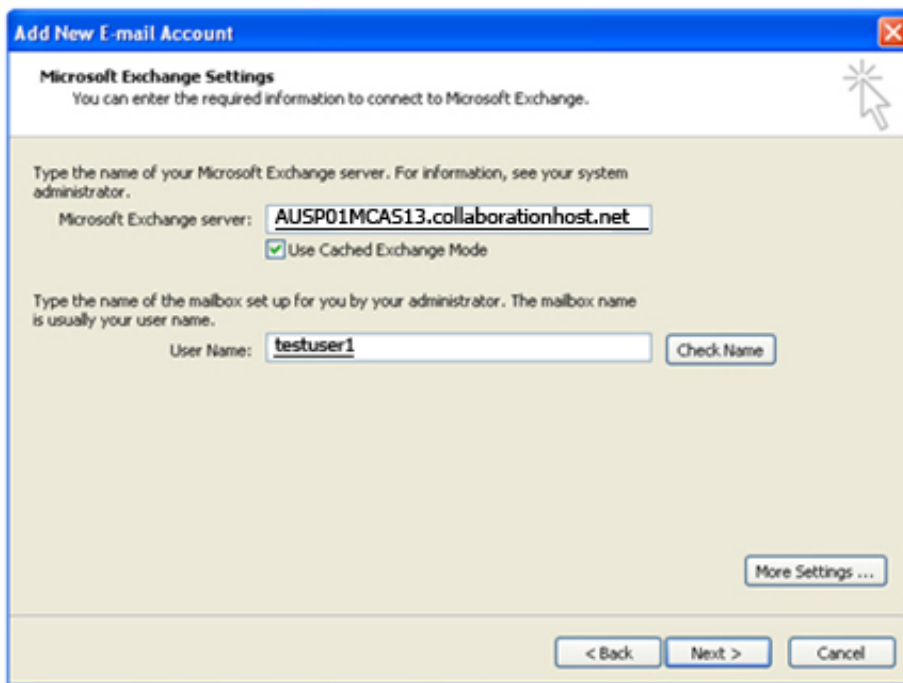 Add New E-mail Account
Microsoft Exchange Settings
You can enter the required information to connect to Microsoft Exchange.
Type the name of your Microsoft Exchange server. For information, see your system
administrator.
Microsoft Exchange server: AUSP01MCAS13.collaborationhost.net
Use Cached Exchange Mode
Type the name of the mailbox set up for you by your administrator. The mailbox name
is usually your user name.
User Name: testuser1 Check Name
More Settings ...
< Back Next > Cancel